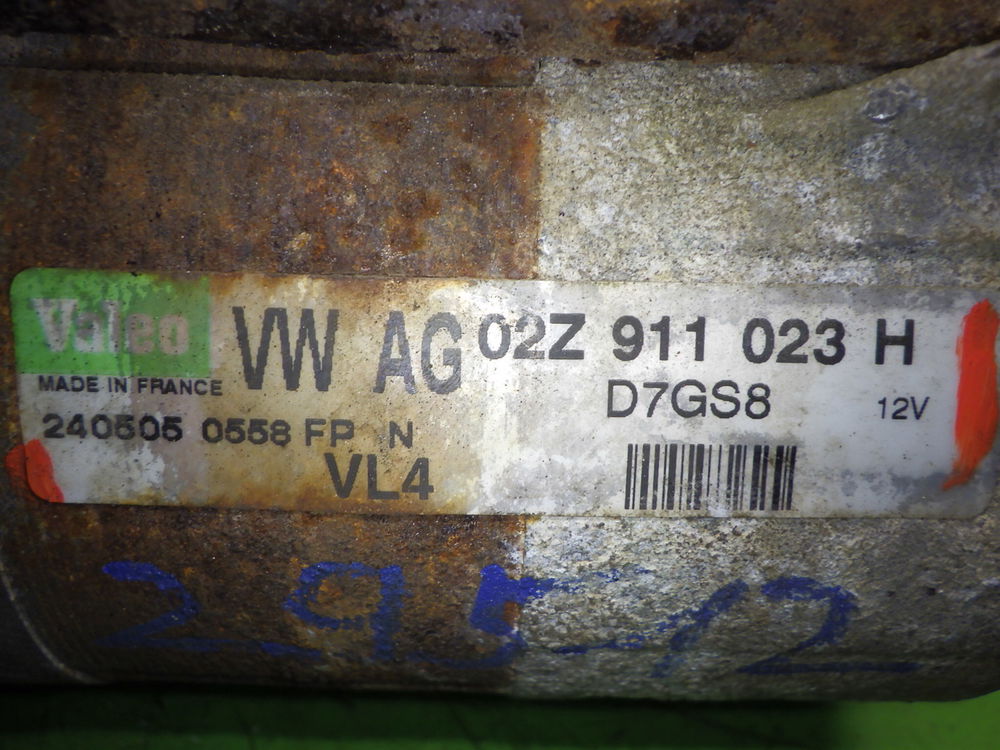 Valeo VW AG 02Z 911 023 H
MADE IN FRANCE D7GS8 12V
240505 0558 FP N
VL4
295-12